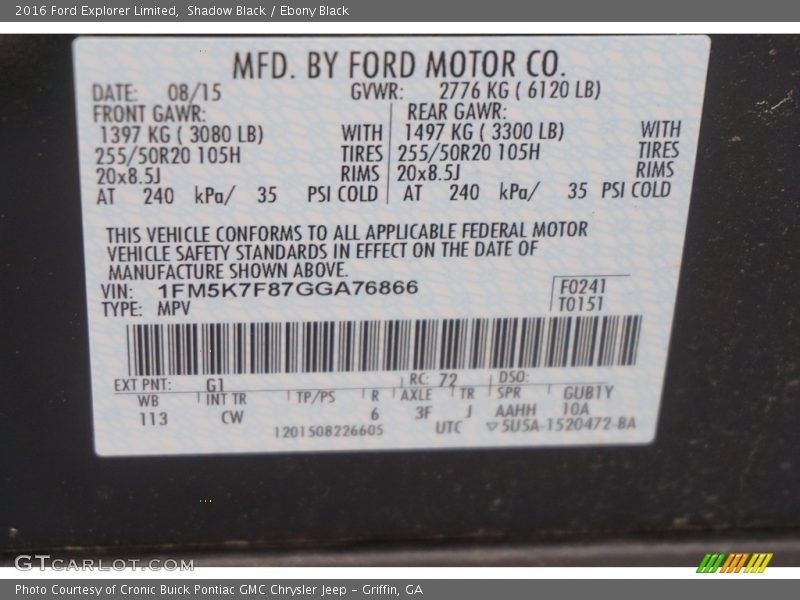 2016 Ford Explorer Limited, Shadow Black / Ebony Black
MFD. BY FORD MOTOR CO.
DATE: 08/15 GVWR: 2776 KG ( 6120 LB)
FRONT GAWR: REAR GAWR:
1397 KG ( 3080 LB) WITH 1497 KG ( 3300 LB) WITH
255/50R20 105H TIRES 255/50R20 105H TIRES
20x8.5J RIMS 20x8.5J RIMS
AT 240 kPa/ 35 PSI COLD AT 240 kPa/ 35 PSI COLD
THIS VEHICLE CONFORMS TO ALL APPLICABLE FEDERAL MOTOR
VEHICLE SAFETY STANDARDS IN EFFECT ON THE DATE OF
MANUFACTURE SHOWN ABOVE.
VIN: 1FM5K7F87GGA76866 F0241
TYPE: MPV T0151
EXT PNT: G1 RC: 72 DSO:
WB INT TR TP/PS R AXLE TR SPR GUB1Y
113 CW 6 3F J AAHH 10A
1201508226605 UTC 5U5A-1520472-BA
GTCARLOT.COM
Photo Courtesy of Cronic Buick Pontiac GMC Chrysler Jeep - Griffin, GA